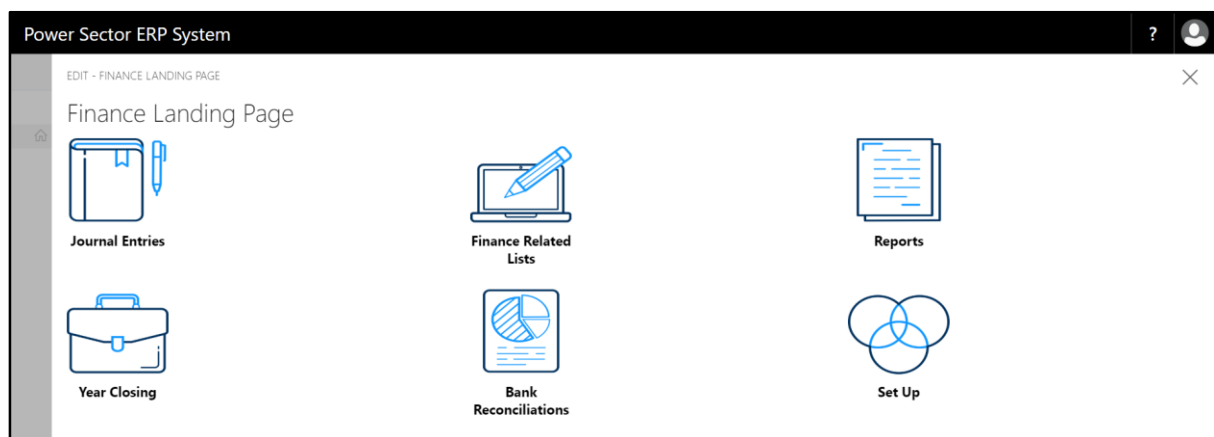 Power Sector ERP System
?
EDIT - FINANCE LANDING PAGE
Finance Landing Page
Journal Entries
Finance Related
Lists
Reports
Year Closing
Bank
Reconciliations
Set Up